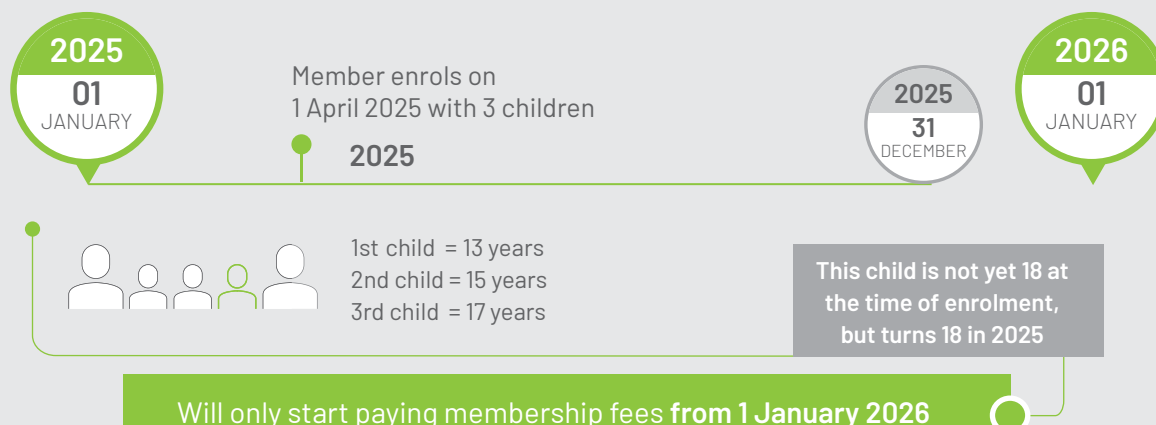 2025
01
JANUARY
Member enrols on
1 April 2025 with 3 children
2025
2025
31
DECEMBER
2026
01
JANUARY
1st child = 13 years
2nd child = 15 years
3rd child = 17 years
This child is not yet 18 at
the time of enrolment,
but turns 18 in 2025
Will only start paying membership fees from 1 January 2026